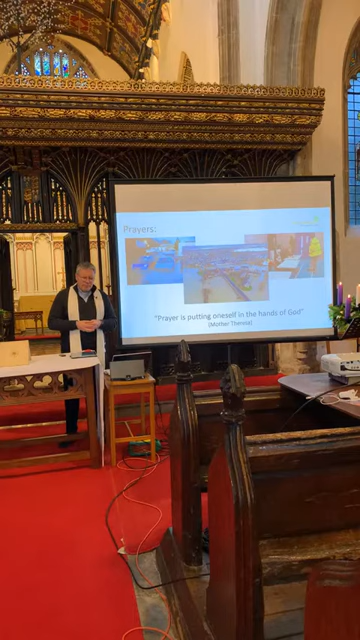 Prayers:
"Prayer is putting oneself in the hands of God"
(Mother Theresa)